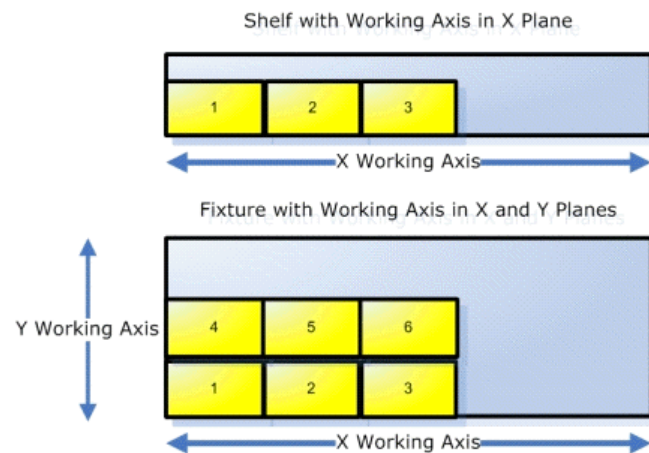 Shelf with Working Axis in X Plane
1 2 3
X Working Axis
Fixture with Working Axis in X and Y Planes
4 5 6
Y Working Axis
1 2 3
X Working Axis